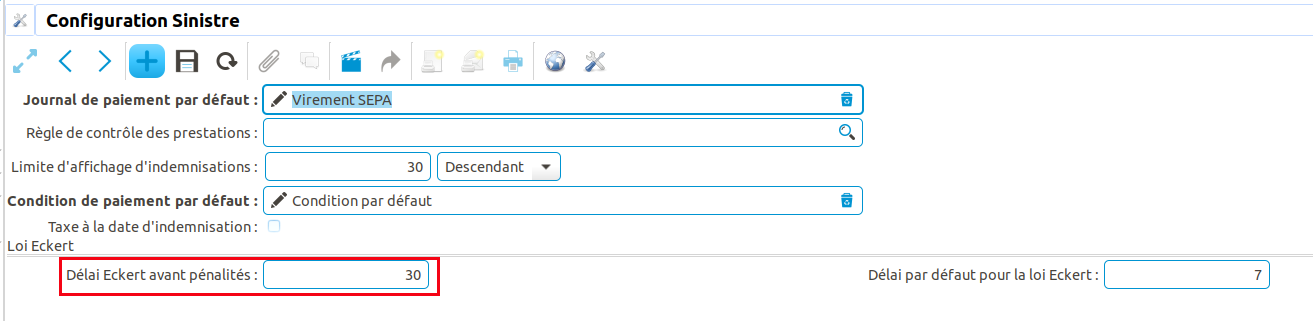 Configuration Sinistre
Journal de paiement par défaut : Virement SEPA
Règle de contrôle des prestations :
Limite d'affichage d'indemnisations : 30 Descendant
Condition de paiement par défaut : Condition par défaut
Taxe à la date d'indemnisation :
Loi Eckert
Délai Eckert avant pénalités : 30 Délai par défaut pour la loi Eckert : 7